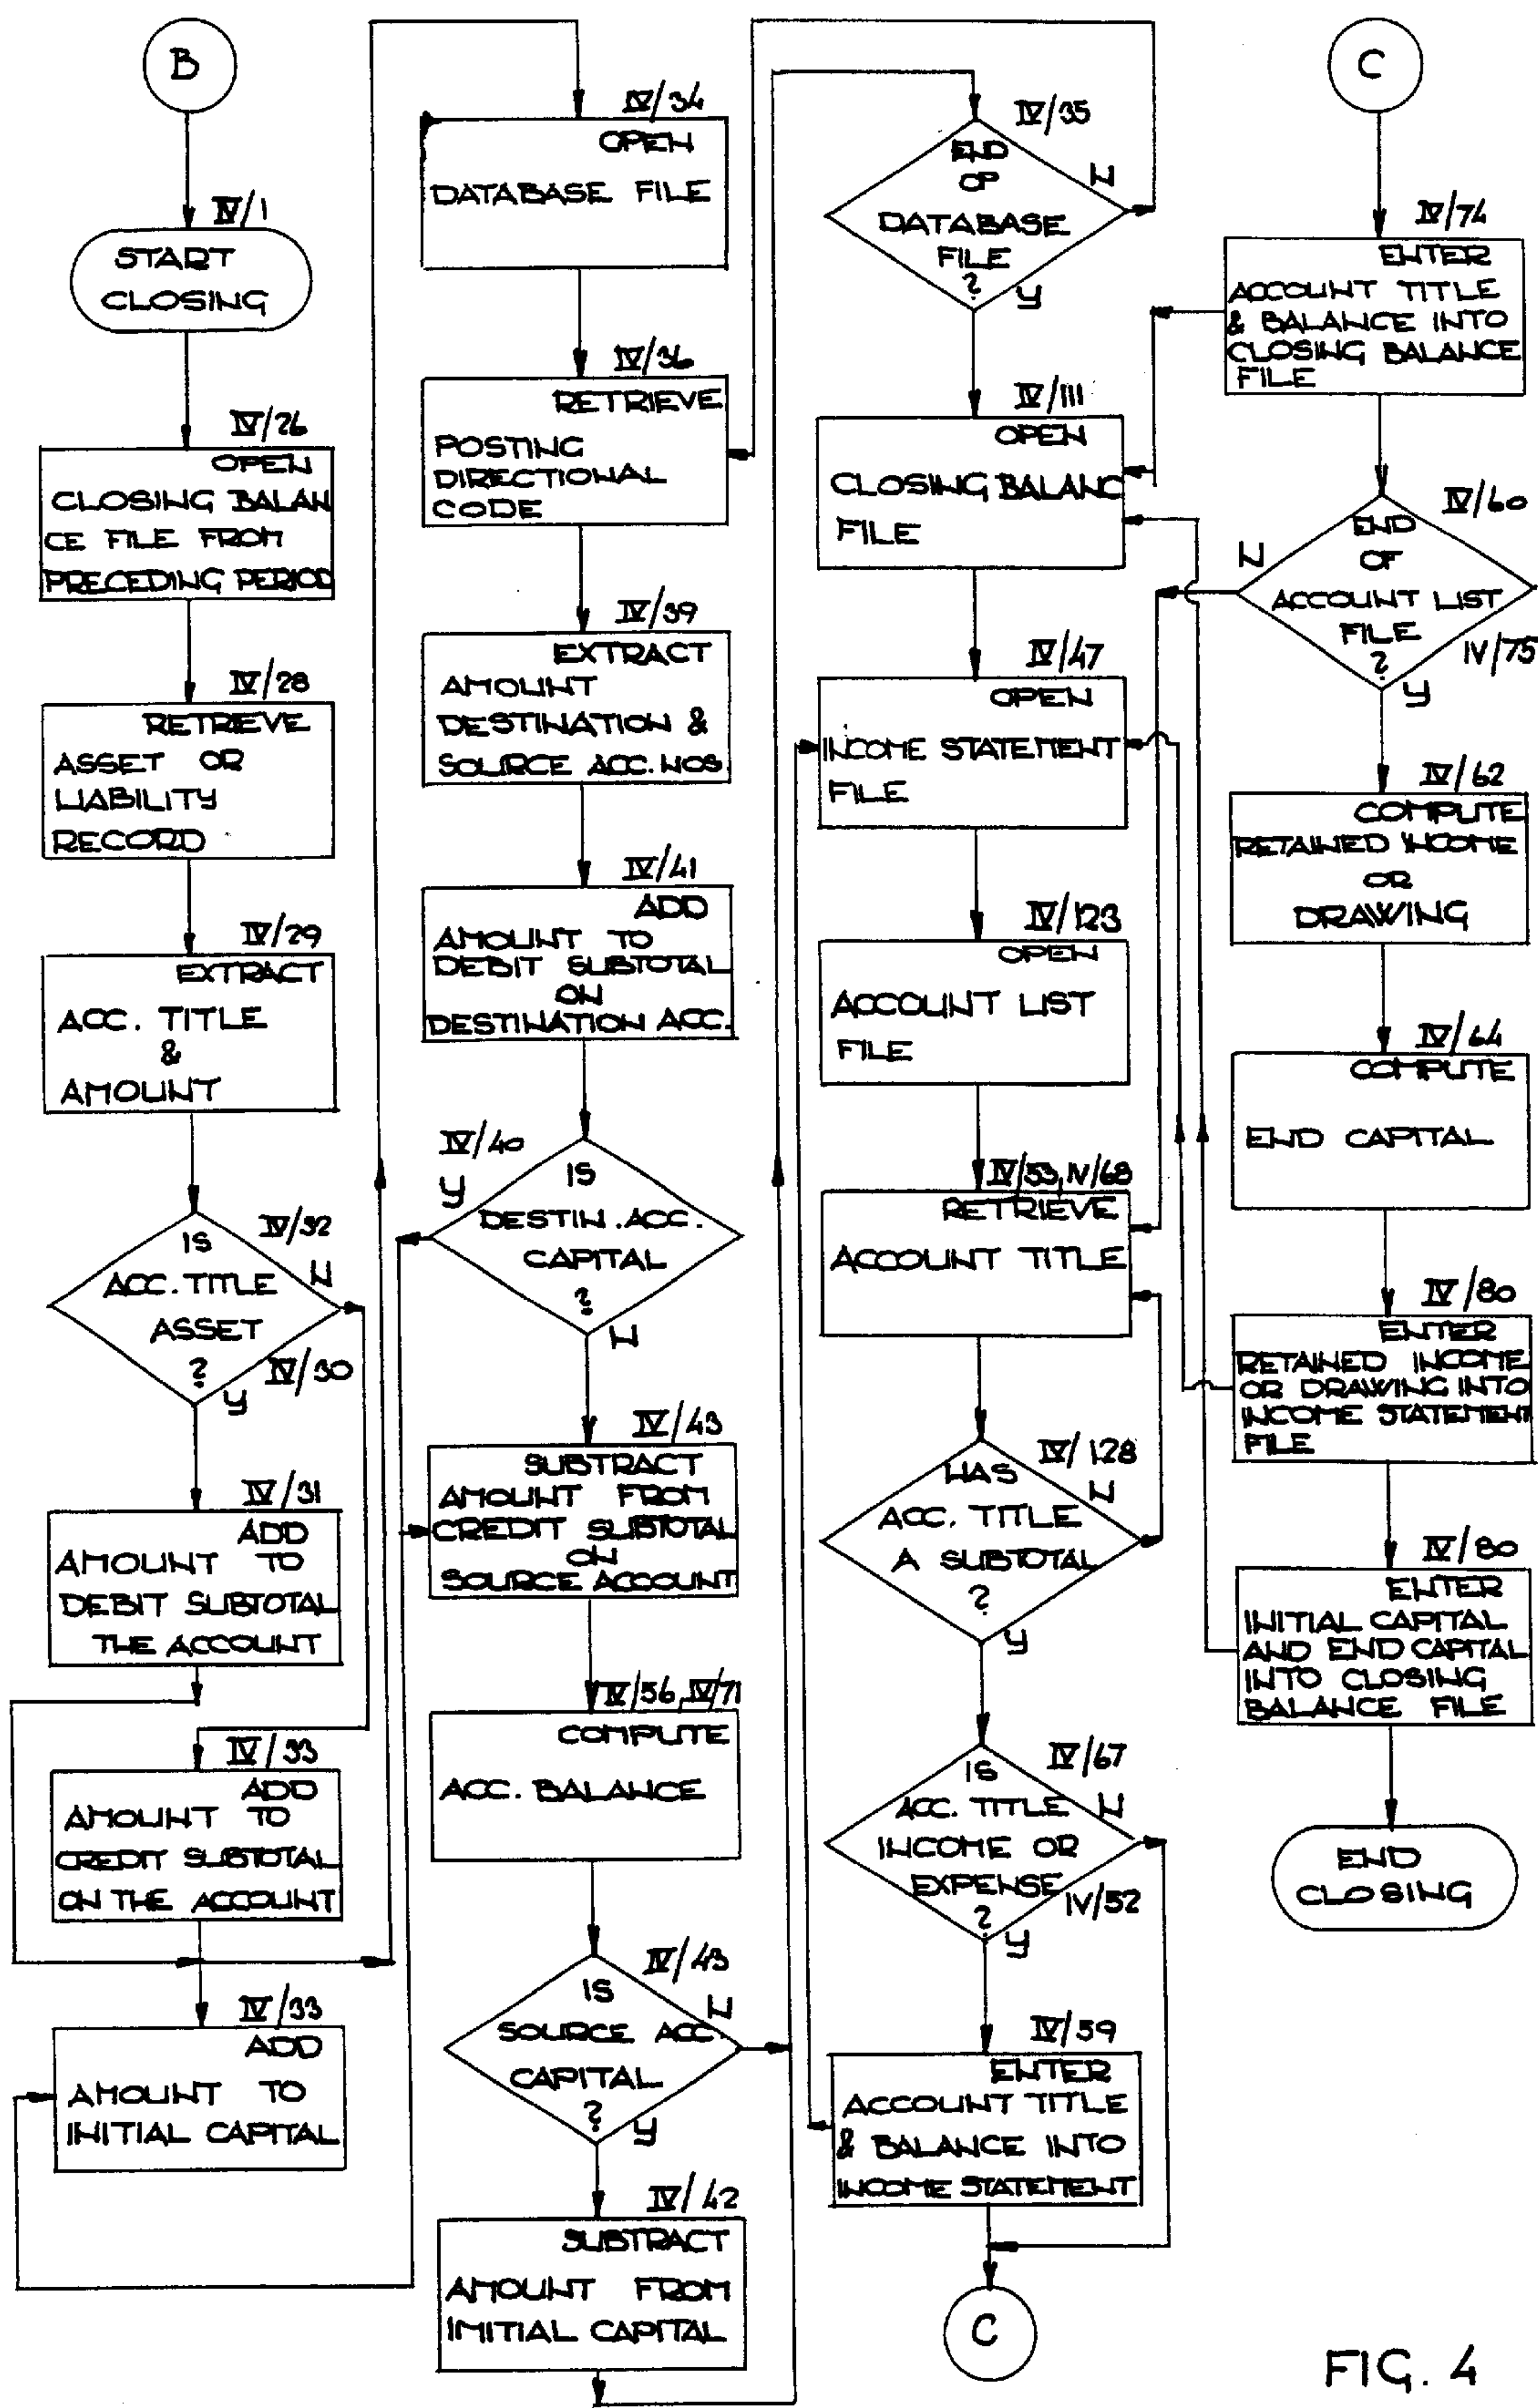 B
IV/1
START
CLOSING
IV/26
OPEN
CLOSING BALAN
CE FILE FROM
PRECEDING PERIOD
IV/28
RETRIEVE
ASSET OR
LIABILITY
RECORD
IV/29
EXTRACT
ACC. TITLE
&
AMOUNT
IV/32
IS
ACC. TITLE
N
ASSET
?
IV/30
Y
IV/31
ADD
AMOUNT TO
DEBIT SUBTOTAL
THE ACCOUNT
IV/33
ADD
AMOUNT TO
CREDIT SUBTOTAL
ON THE ACCOUNT
IV/33
ADD
AMOUNT TO
INITIAL CAPITAL
IV/34
OPEN
DATABASE FILE
IV/36
RETRIEVE
POSTING
DIRECTIONAL
CODE
IV/39
EXTRACT
AMOUNT
DESTINATION &
SOURCE ACC. NOS
IV/41
ADD
AMOUNT TO
DEBIT SUBTOTAL
ON
DESTINATION ACC.
IV/40
Y
IS
DESTIN. ACC.
CAPITAL
?
N
IV/43
SUBTRACT
AMOUNT FROM
CREDIT SUBTOTAL
ON
SOURCE ACCOUNT
IV/56, IV/71
COMPUTE
ACC. BALANCE
IV/43
IS
N
SOURCE ACC
CAPITAL
?
Y
IV/42
SUBTRACT
AMOUNT FROM
INITIAL CAPITAL
IV/35
END
OF
N
DATABASE
FILE
?
Y
IV/111
OPEN
CLOSING BALANC
FILE
IV/47
OPEN
INCOME STATEMENT
FILE
IV/123
OPEN
ACCOUNT LIST
FILE
IV/53, IV/68
RETRIEVE
ACCOUNT TITLE
IV/128
HAS
N
ACC. TITLE
A SUBTOTAL
?
Y
IV/67
IS
ACC. TITLE
N
INCOME OR
EXPENSE
IV/52
?
Y
IV/59
ENTER
ACCOUNT TITLE
& BALANCE INTO
INCOME STATEMENT
C
C
IV/74
ENTER
ACCOUNT TITLE
& BALANCE INTO
CLOSING BALANCE
FILE
IV/60
END
N
OF
ACCOUNT LIST
FILE
IV/75
?
Y
IV/62
COMPUTE
RETAINED INCOME
OR
DRAWING
IV/64
COMPUTE
END CAPITAL
IV/80
ENTER
RETAINED INCOME
OR DRAWING INTO
INCOME STATEMENT
FILE
IV/80
ENTER
INITIAL CAPITAL
AND END CAPITAL
INTO CLOSING
BALANCE FILE
END
CLOSING
FIG. 4